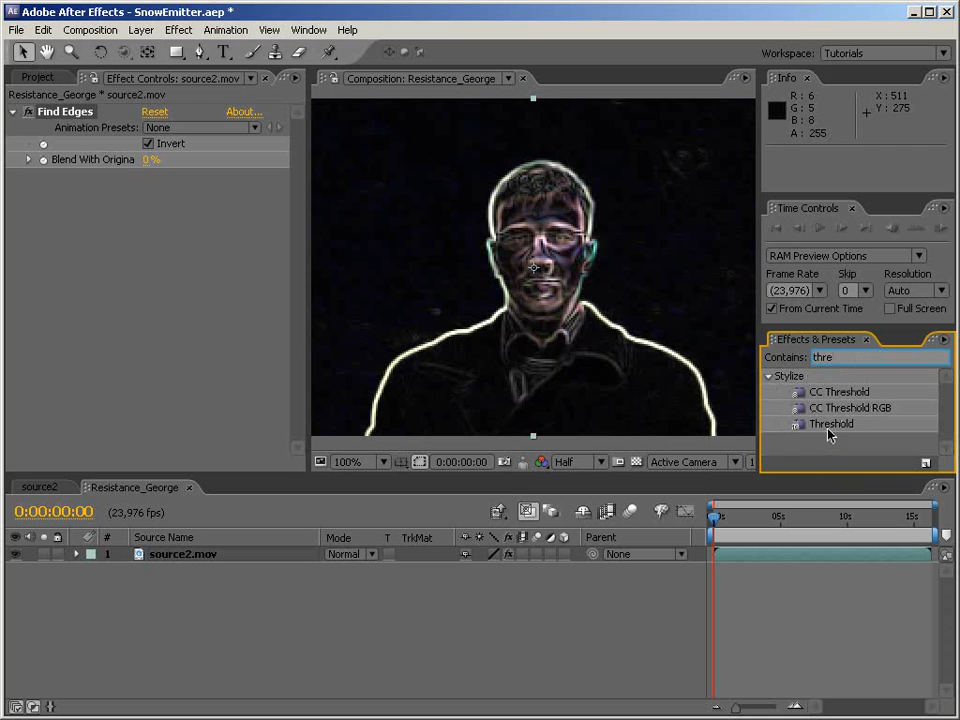 Adobe After Effects - SnowEmitter.aep *
File Edit Composition Layer Effect Animation View Window Help
Workspace: Tutorials
Project Effect Controls: source2.mov
Composition: Resistance_George
Info
Resistance_George * source2.mov
Find Edges Reset About...
Animation Presets: None
Invert
Blend With Origina 0 %
R : 6
G : 5
B : 8
A : 255
X : 511
Y : 275
Time Controls
RAM Preview Options
Frame Rate Skip Resolution
(23,976) 0 Auto
From Current Time Full Screen
Effects & Presets
Contains: thre
Stylize
CC Threshold
CC Threshold RGB
Threshold
100% 0:00:00:00 Half Active Camera 1
source2 Resistance_George
0:00:00:00 (23,976 fps)
05s 10s 15s
# Source Name Mode T TrkMat Parent
1 source2.mov Normal None